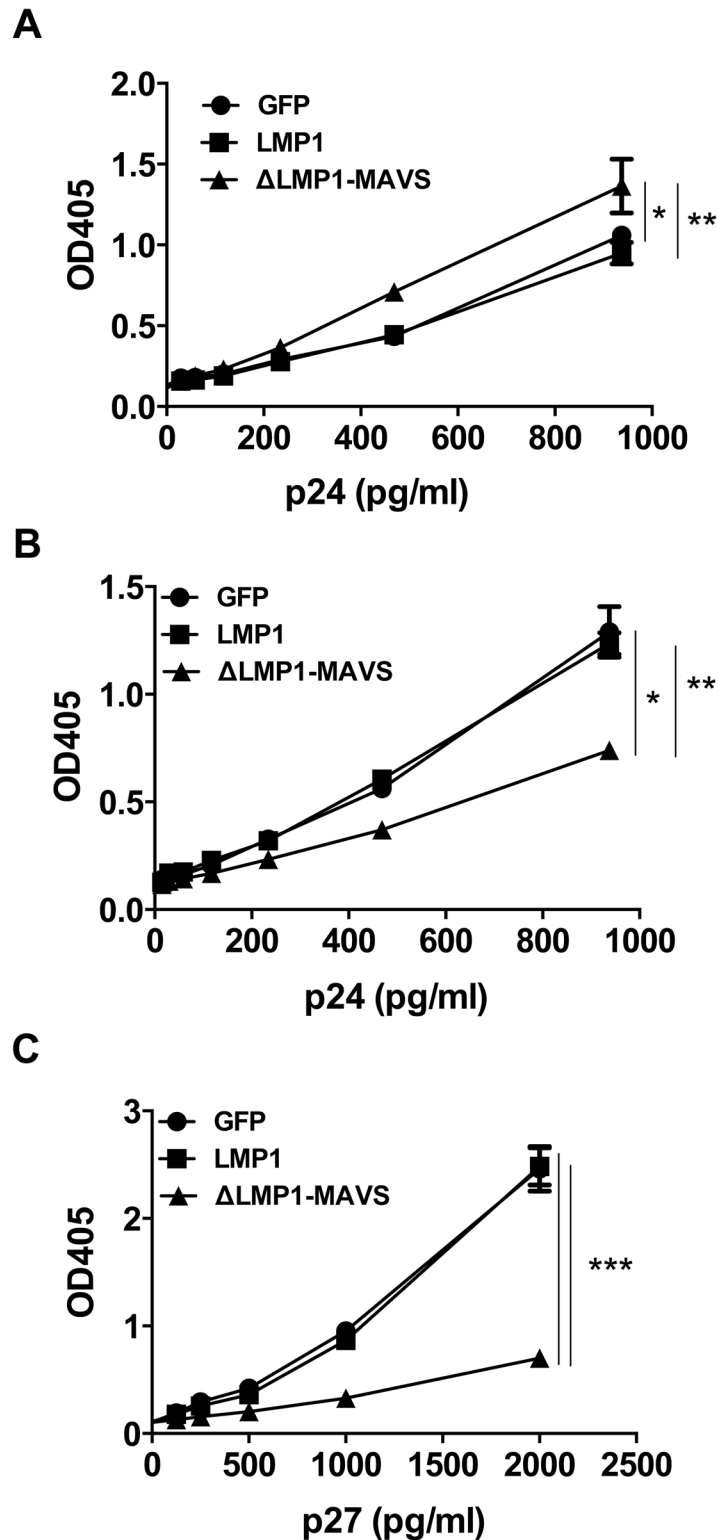 A
2.0
1.5
1.0
0.5
0.0
OD405
GFP
LMP1
ΔLMP1-MAVS
*
**
0 200 400 600 800 1000
p24 (pg/ml)
B
1.5
1.0
0.5
0.0
OD405
GFP
LMP1
ΔLMP1-MAVS
*
**
0 200 400 600 800 1000
p24 (pg/ml)
C
3
2
1
0
OD405
GFP
LMP1
ΔLMP1-MAVS
***
0 500 1000 1500 2000 2500
p27 (pg/ml)